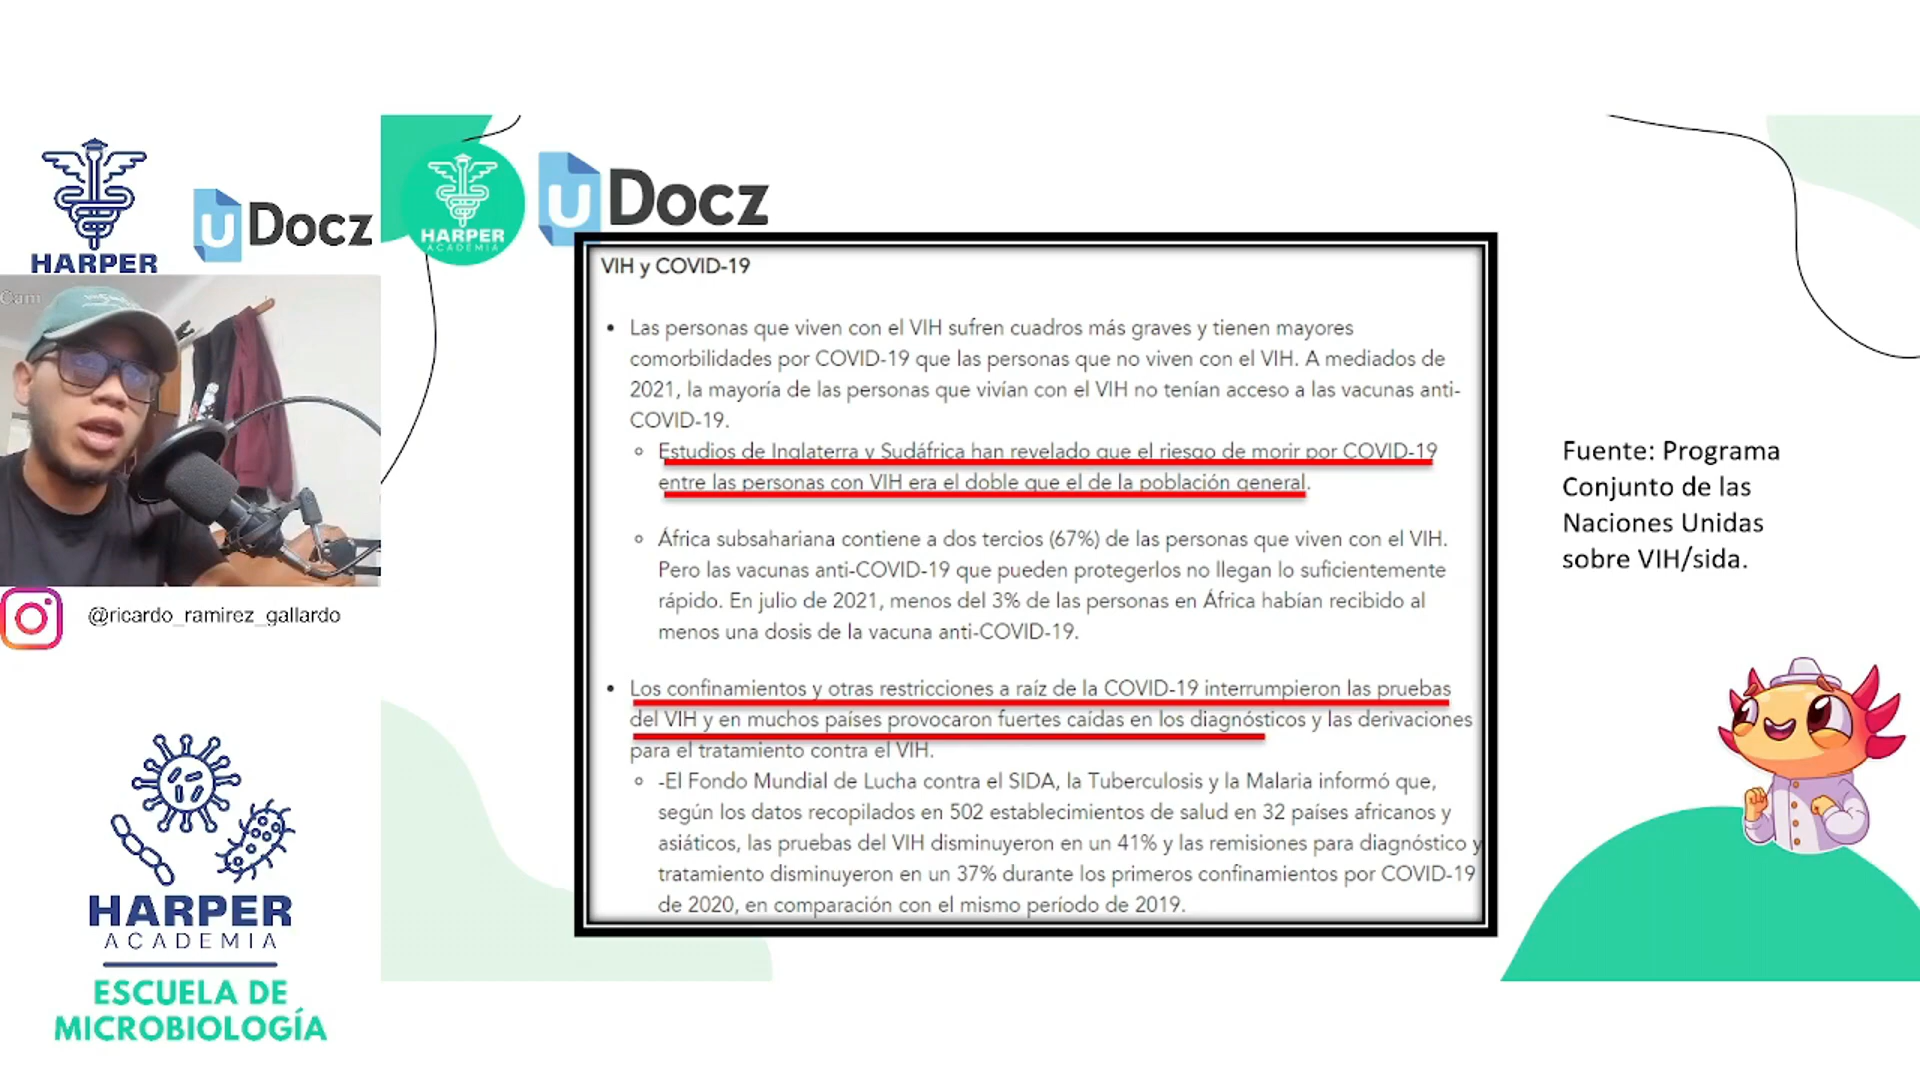 HARPER
U Docz
Cam
@ricardo_ramirez_gallardo
HARPER
ACADEMIA
ESCUELA DE
MICROBIOLOGÍA
HARPER
ACADEMIA
U Docz
VIH y COVID-19
• Las personas que viven con el VIH sufren cuadros más graves y tienen mayores
comorbilidades por COVID-19 que las personas que no viven con el VIH. A mediados de
2021, la mayoría de las personas que vivían con el VIH no tenían acceso a las vacunas anti-
COVID-19.
Estudios de Inglaterra y Sudáfrica han revelado que el riesgo de morir por COVID-19
entre las personas con VIH era el doble que el de la población general.
África subsahariana contiene a dos tercios (67%) de las personas que viven con el VIH.
Pero las vacunas anti-COVID-19 que pueden protegerlos no llegan lo suficientemente
rápido. En julio de 2021, menos del 3% de las personas en África habían recibido al
menos una dosis de la vacuna anti-COVID-19.
• Los confinamientos y otras restricciones a raíz de la COVID-19 interrumpieron las pruebas
del VIH y en muchos países provocaron fuertes caídas en los diagnósticos y las derivaciones
para el tratamiento contra el VIH.
-El Fondo Mundial de Lucha contra el SIDA, la Tuberculosis y la Malaria informó que,
según los datos recopilados en 502 establecimientos de salud en 32 países africanos y
asiáticos, las pruebas del VIH disminuyeron en un 41% y las remisiones para diagnóstico y
tratamiento disminuyeron en un 37% durante los primeros confinamientos por COVID-19
de 2020, en comparación con el mismo período de 2019.
Fuente: Programa
Conjunto de las
Naciones Unidas
sobre VIH/sida.